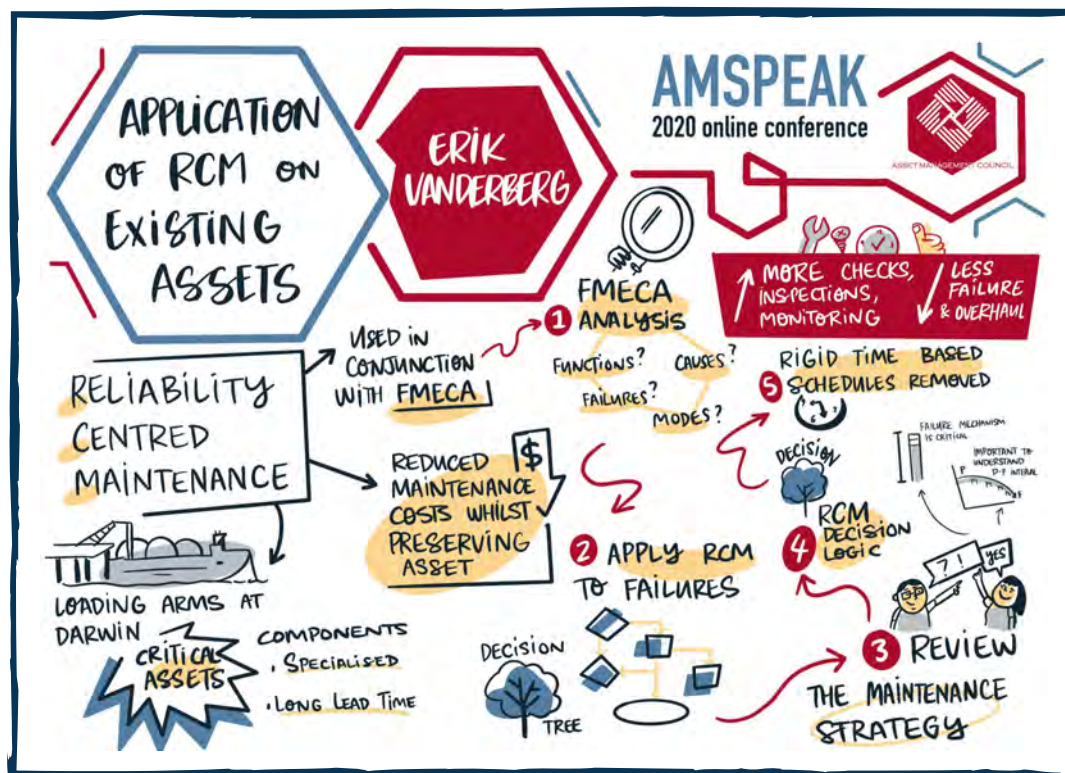 APPLICATION
OF RCM ON
EXISTING
ASSETS
ERIK
VANDERBERG
AMSPEAK
2020 online conference
ASSET MANAGEMENT COUNCIL
MORE CHECKS,
INSPECTIONS,
MONITORING
LESS
FAILURE
& OVERHAUL
RELIABILITY
CENTRED
MAINTENANCE
USED IN
CONJUNCTION
WITH FMECA
REDUCED
MAINTENANCE
COSTS WHILST
PRESERVING
ASSET
$
LOADING ARMS AT
DARWIN
CRITICAL
ASSETS
COMPONENTS
. SPECIALISED
. LONG LEAD TIME
1 FMECA
ANALYSIS
FUNCTIONS?
CAUSES?
FAILURES?
MODES?
2 APPLY RCM
TO FAILURES
DECISION
TREE
3 REVIEW
THE MAINTENANCE
STRATEGY
? !
YES
4 RCM
DECISION
LOGIC
DECISION
FAILURE MECHANISM
IS CRITICAL
IMPORTANT TO
UNDERSTAND
P-F INTERVAL
P
5 RIGID TIME BASED
SCHEDULES REMOVED